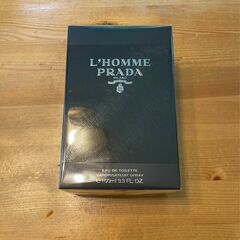 L'HOMME
PRADA
MILANO
EAU DE TOILETTE
VAPORISATEUR SPRAY
100ml 3.3 FL. OZ